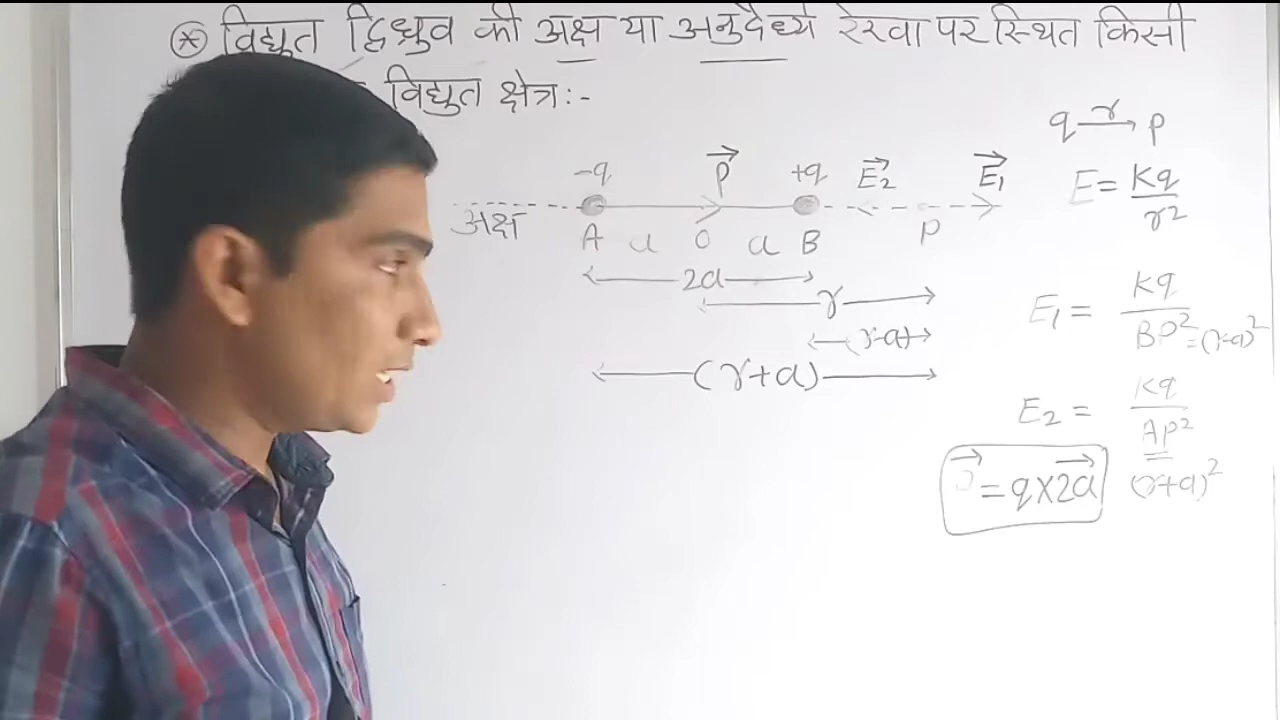 ⊛ विद्युत द्विध्रुव की अक्ष या अनुदैर्ध्य रेखा पर स्थित किसी
विद्युत क्षेत्र:-
q r→ P
-q P⃗ +q E⃗₂ E⃗₁
E = Kq/r²
अक्ष A a O a B P
2a
r
(r-a)
(r+a)
E₁ = Kq/BP² = (r-a)²
E₂ = Kq/AP²
(r+a)²
= q×2a⃗